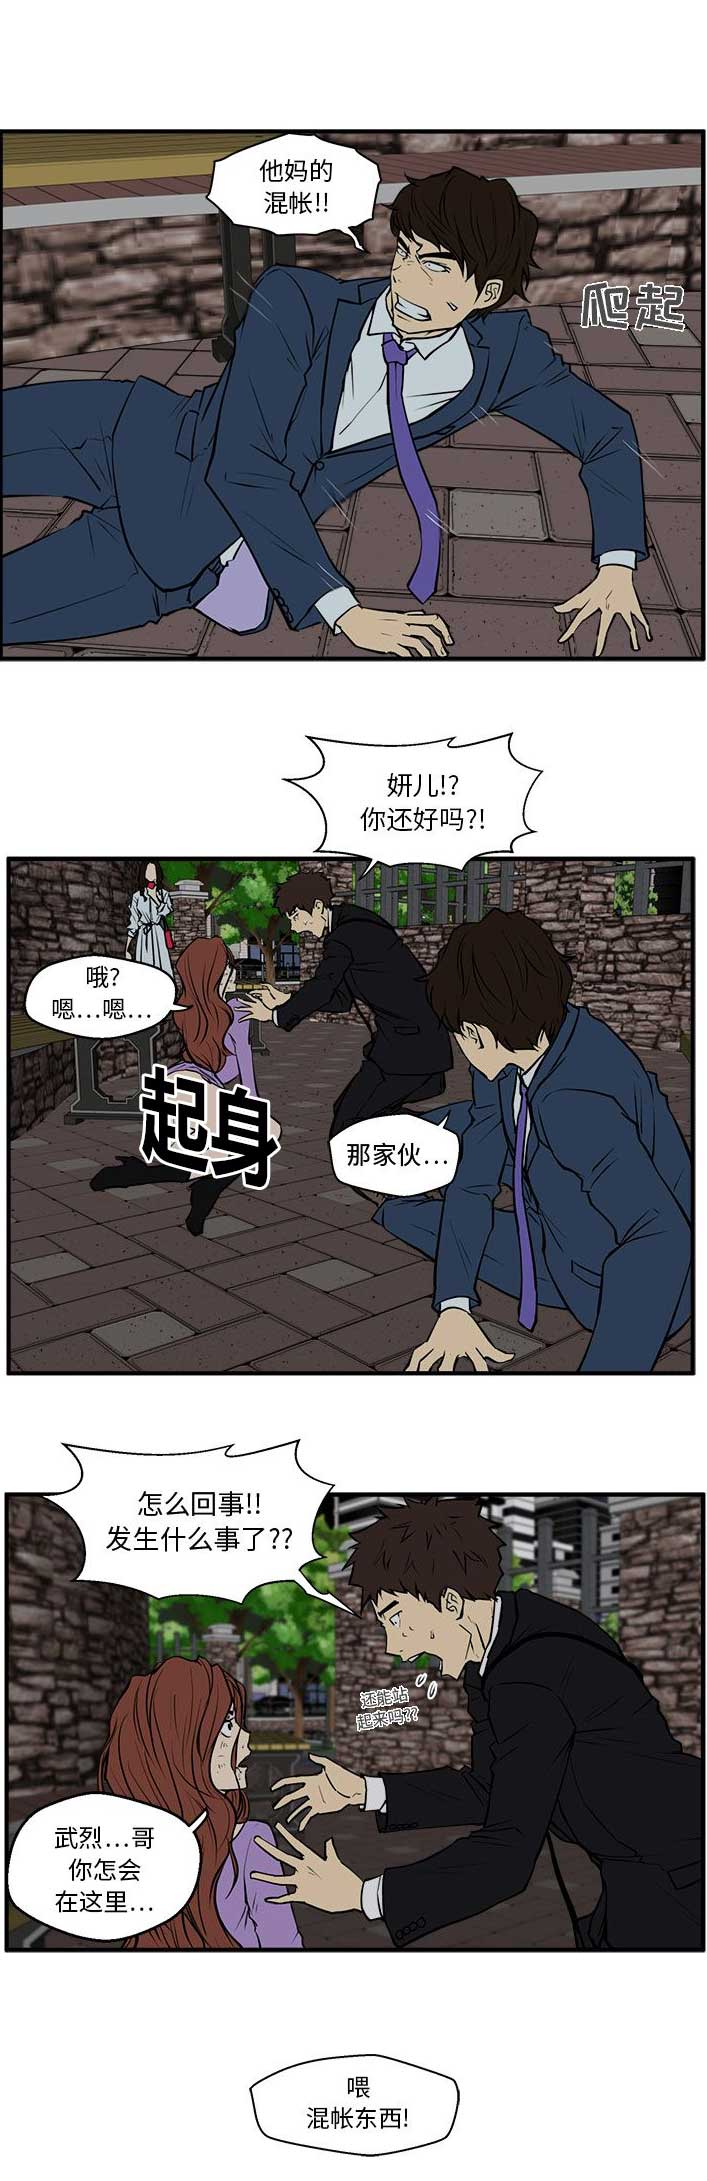 他妈的
混帐!!
爬起
妍儿!?
你还好吗?!
哦?
嗯...嗯...
起身
那家伙...
怎么回事!!
发生什么事了??
还能站
起来吗??
武烈...哥
你怎会
在这里...
喂
混帐东西!